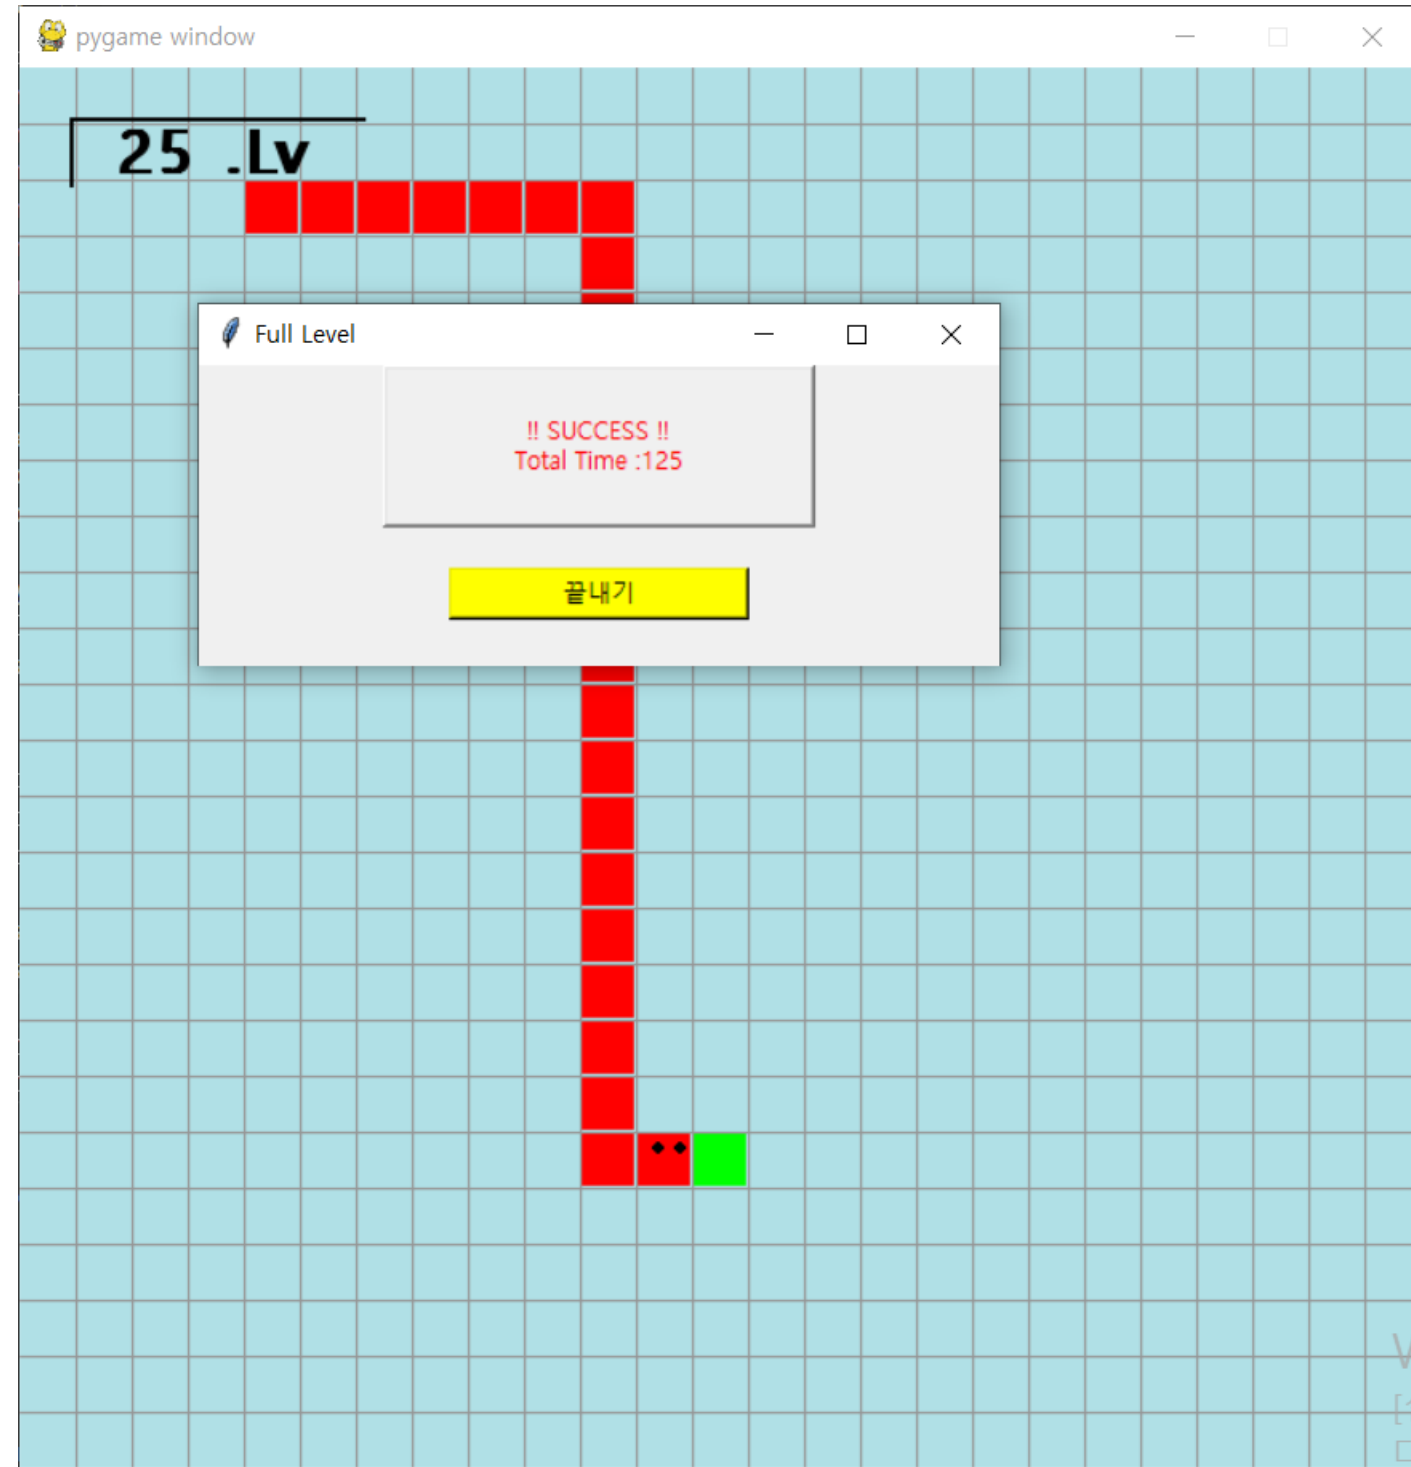 pygame window
25 .Lv
Full Level
!! SUCCESS !!
Total Time :125
끝내기